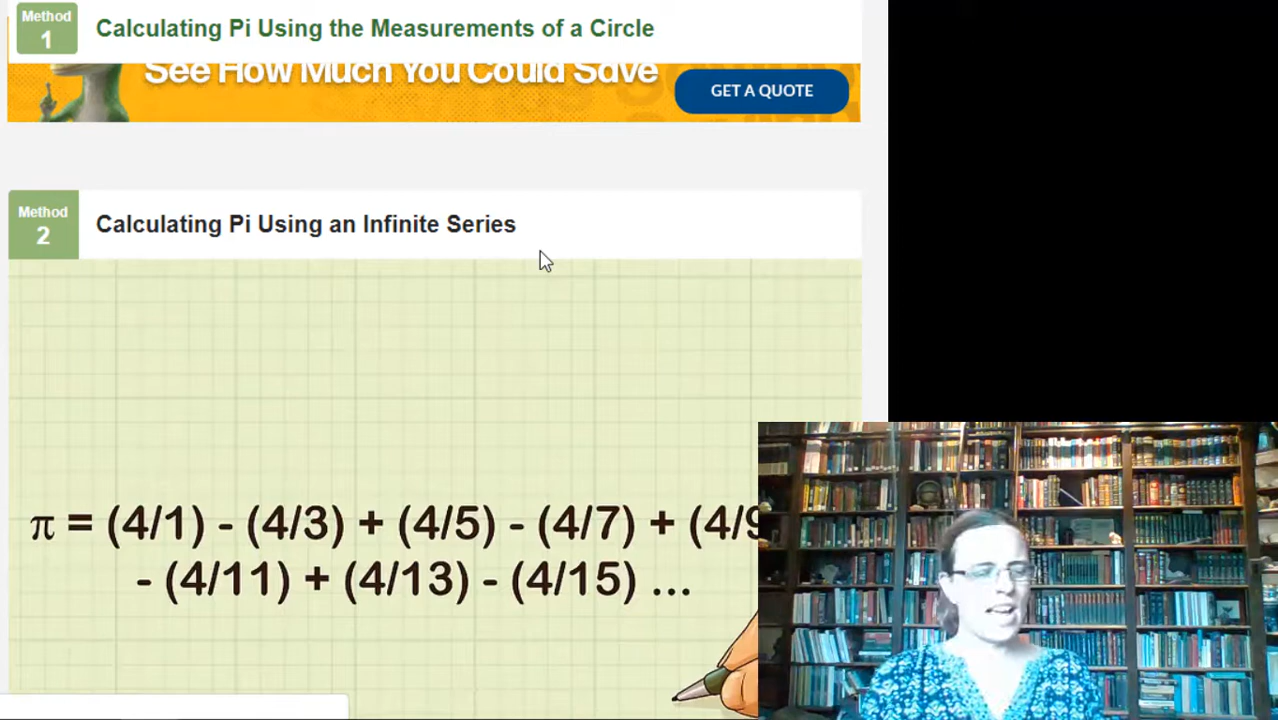 Method
1
Calculating Pi Using the Measurements of a Circle
See How Much You Could Save
GET A QUOTE
Method
2
Calculating Pi Using an Infinite Series
π = (4/1) - (4/3) + (4/5) - (4/7) + (4/9
- (4/11) + (4/13) - (4/15) ...